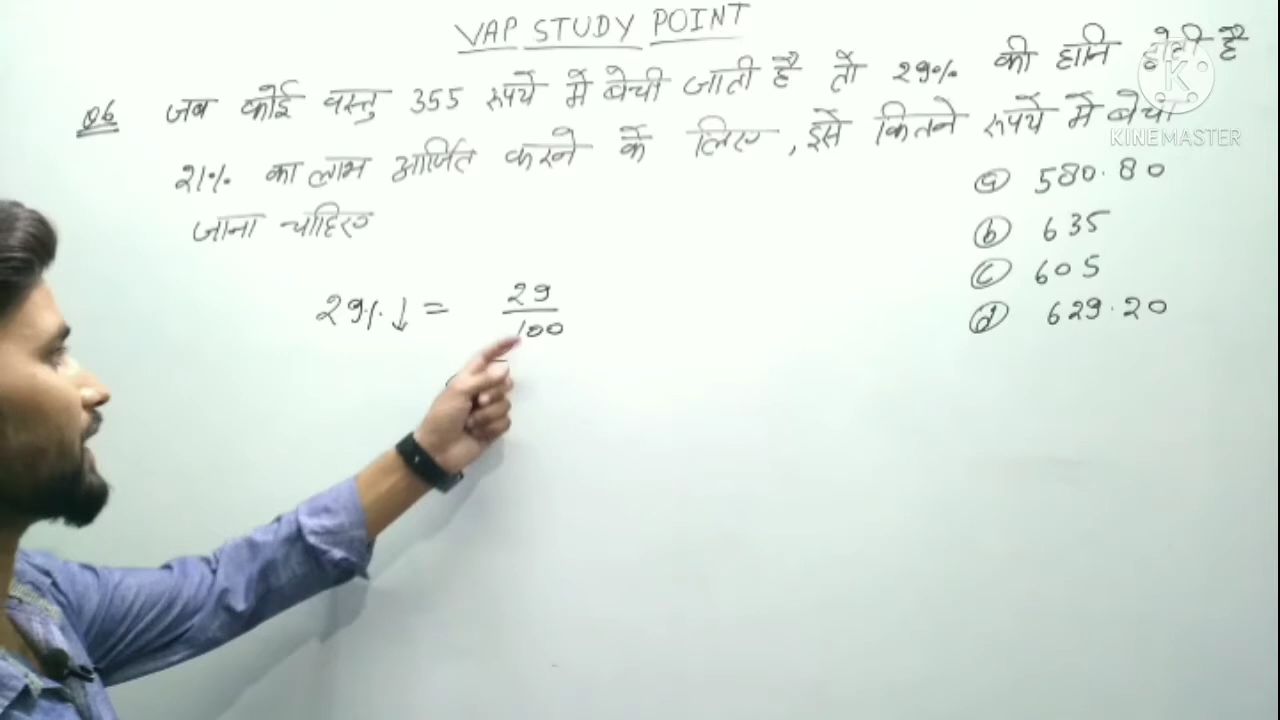 VAP STUDY POINT
Q6 जब कोई वस्तु 355 रुपये में बेची जाती है तो 29% की हानि होती है
21% का लाभ आर्जित करने के लिए, इसे कितने रुपये में बेचा
जाना चाहिए
K
KINEMASTER
(a) 580.80
(b) 635
(c) 605
(d) 629.20
29% ↓ = 29
100